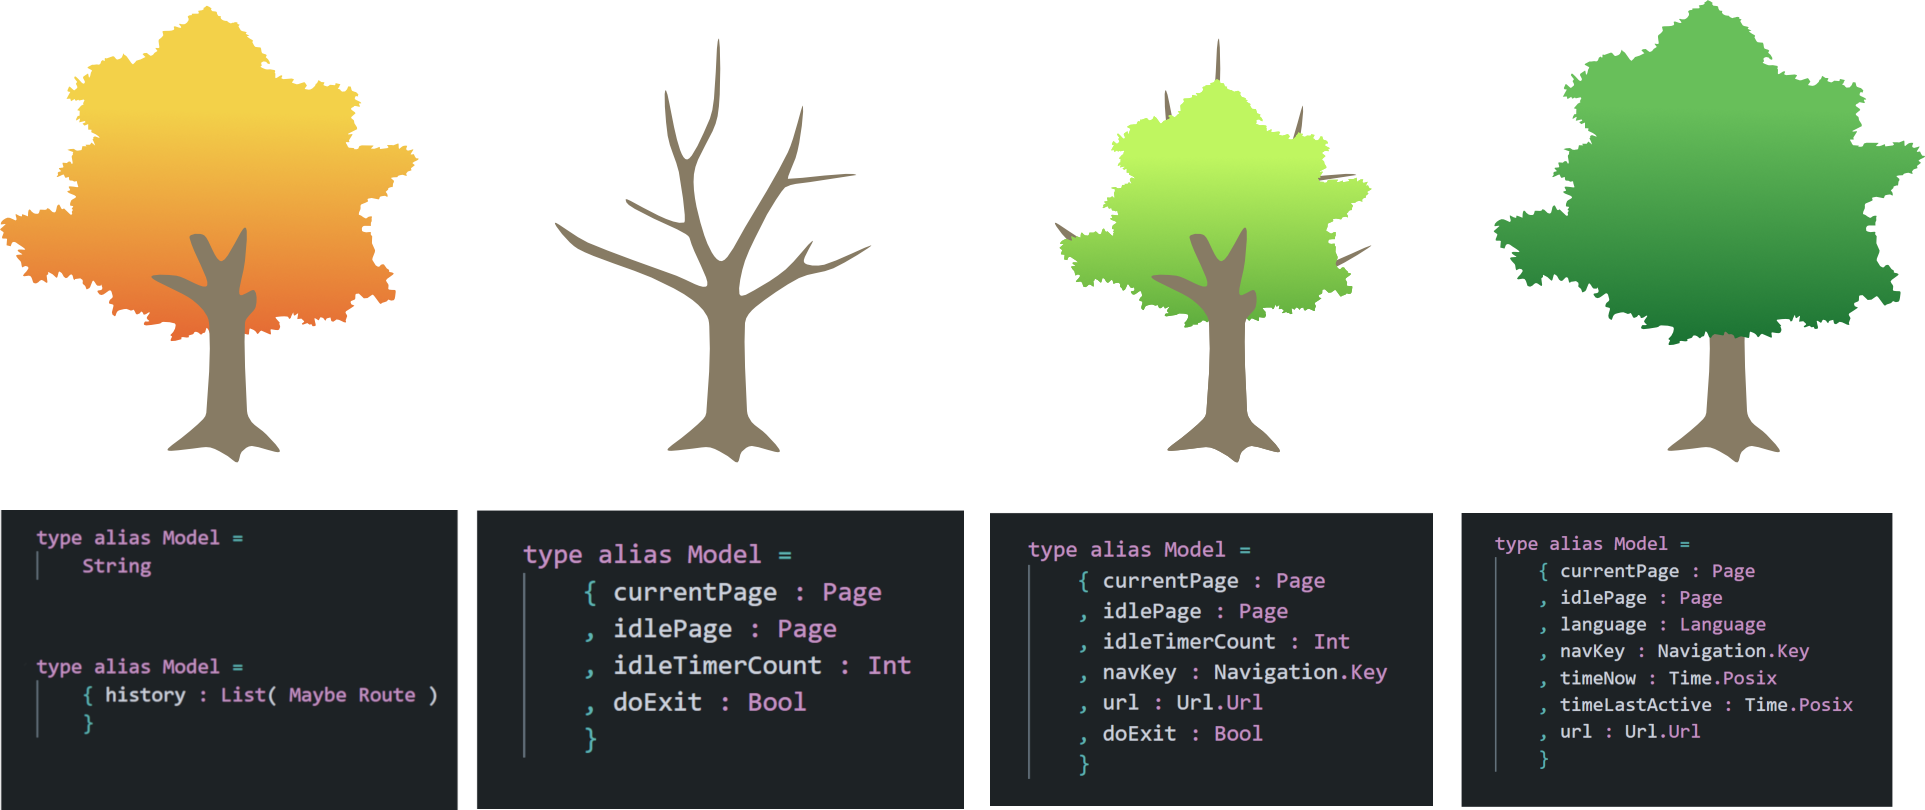 type alias Model =
String
type alias Model =
{ history : List( Maybe Route )
}
type alias Model =
{ currentPage : Page
, idlePage : Page
, idleTimerCount : Int
, doExit : Bool
}
type alias Model =
{ currentPage : Page
, idlePage : Page
, idleTimerCount : Int
, navKey : Navigation.Key
, url : Url.Url
, doExit : Bool
}
type alias Model =
{ currentPage : Page
, idlePage : Page
, language : Language
, navKey : Navigation.Key
, timeNow : Time.Posix
, timeLastActive : Time.Posix
, url : Url.Url
}